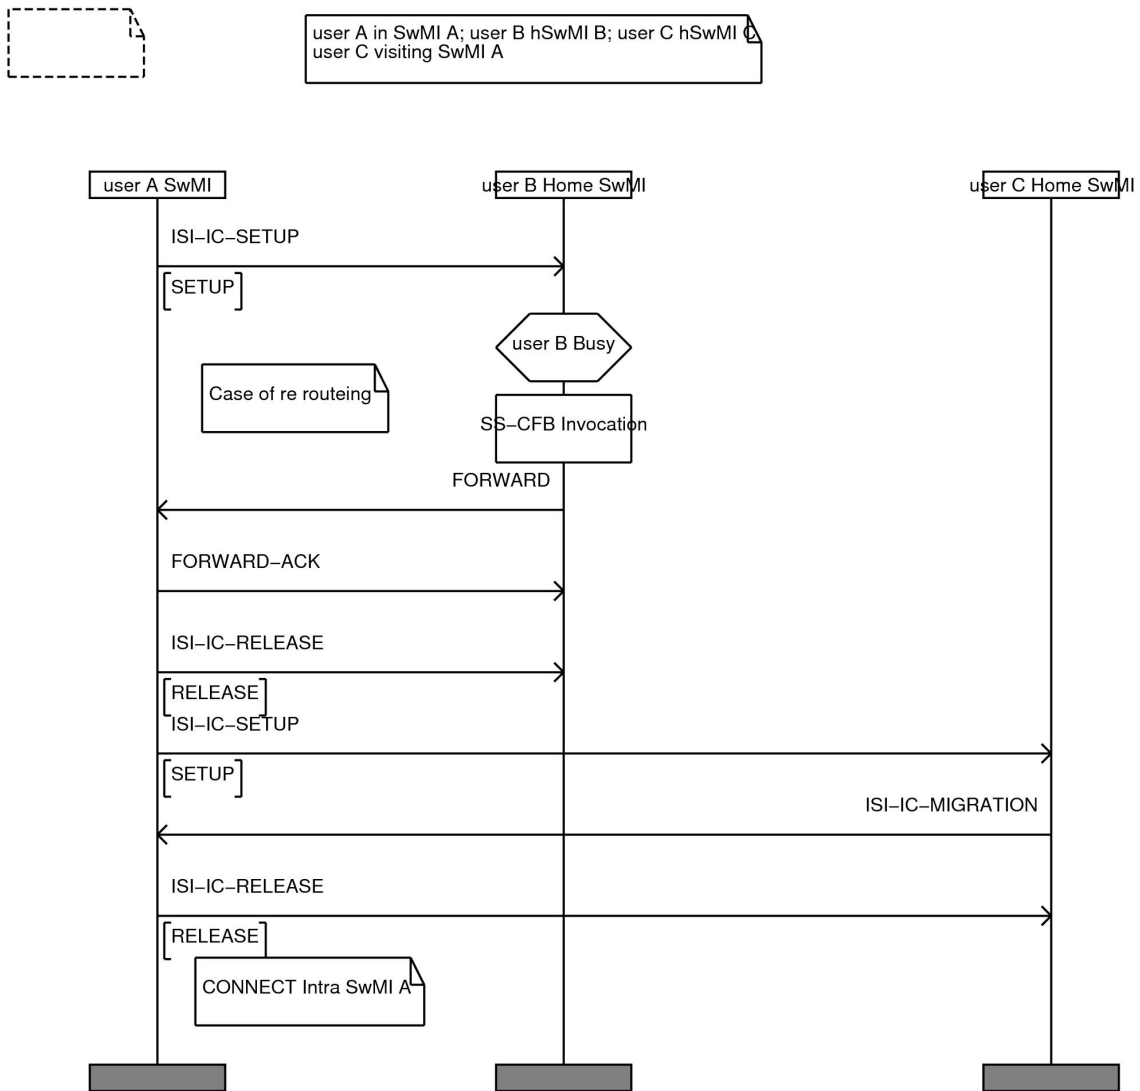 user A in SwMI A; user B hSwMI B; user C hSwMI C
user C visiting SwMI A
user A SwMI
user B Home SwMI
user C Home SwMI
ISI–IC–SETUP
[SETUP]
user B Busy
Case of re routeing
SS–CFB Invocation
FORWARD
FORWARD–ACK
ISI–IC–RELEASE
[RELEASE]
ISI–IC–SETUP
[SETUP]
ISI–IC–MIGRATION
ISI–IC–RELEASE
[RELEASE]
CONNECT Intra SwMI A